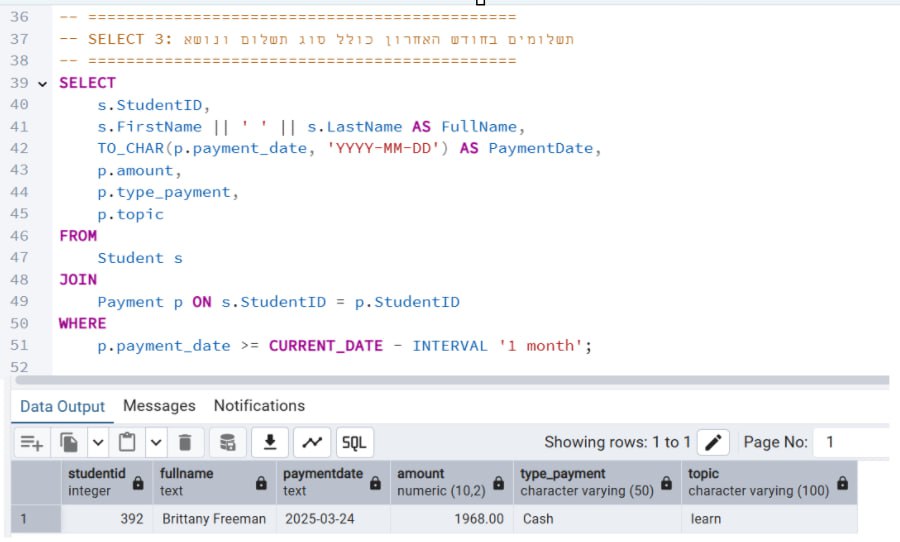 36 -- =============================================
37 -- SELECT 3: תשלומים בחודש האחרון כולל סוג תשלום ונושא
38 -- =============================================
39 SELECT
40 s.StudentID,
41 s.FirstName || ' ' || s.LastName AS FullName,
42 TO_CHAR(p.payment_date, 'YYYY-MM-DD') AS PaymentDate,
43 p.amount,
44 p.type_payment,
45 p.topic
46 FROM
47 Student s
48 JOIN
49 Payment p ON s.StudentID = p.StudentID
50 WHERE
51 p.payment_date >= CURRENT_DATE - INTERVAL '1 month';
52
Data Output Messages Notifications
SQL Showing rows: 1 to 1 Page No: 1
studentid fullname paymentdate amount type_payment topic
integer text text numeric (10,2) character varying (50) character varying (100)
1 392 Brittany Freeman 2025-03-24 1968.00 Cash learn